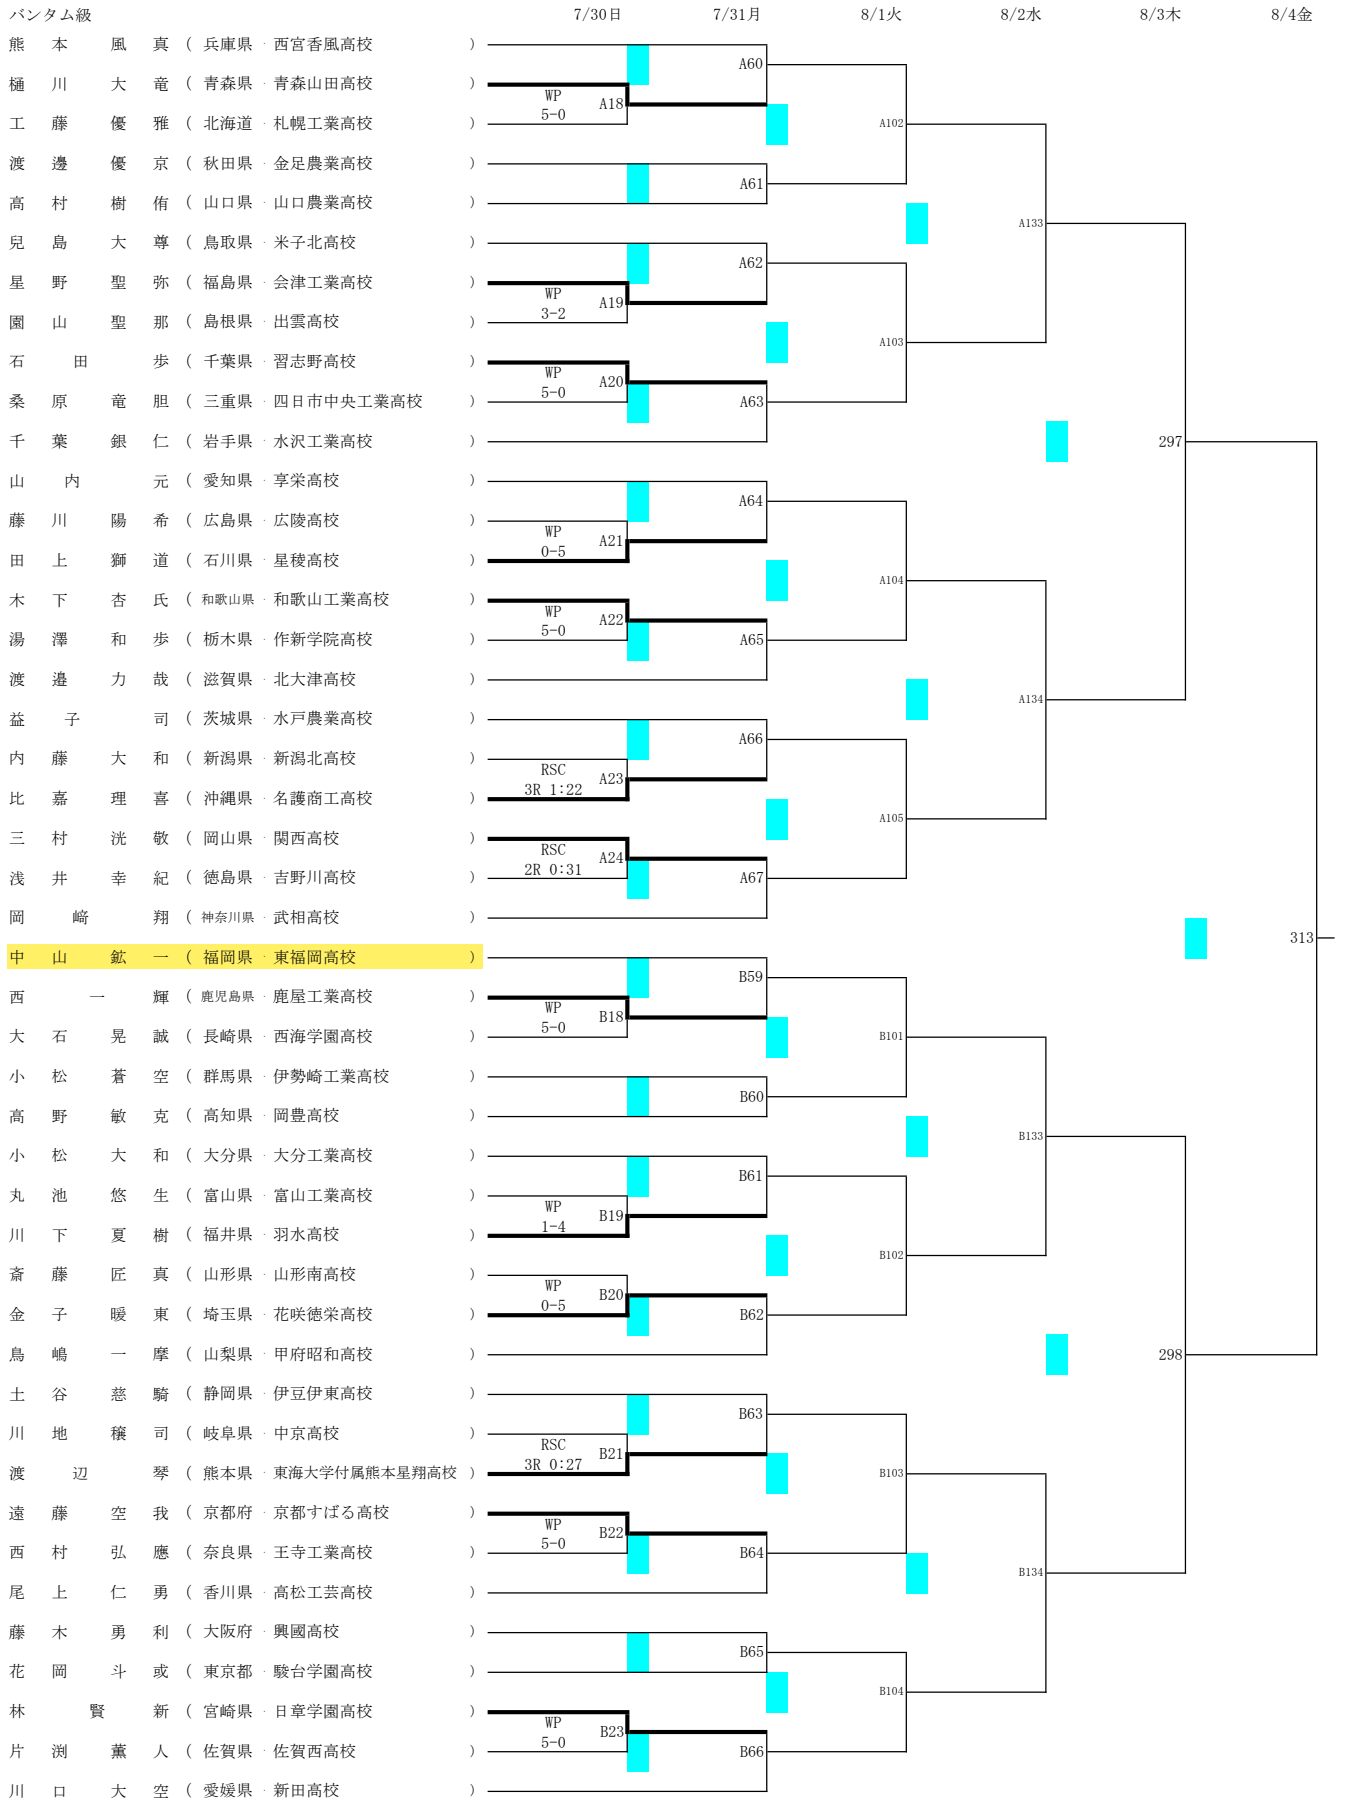 バンタム級 7/30日 7/31月 8/1火 8/2水 8/3木 8/4金
熊本 風真 ( 兵庫県 · 西宮香風高校 )
A60
樋川 大竜 ( 青森県 · 青森山田高校 )
WP
5-0 A18
工藤 優雅 ( 北海道 · 札幌工業高校 ) A102
渡邊 優京 ( 秋田県 · 金足農業高校 )
A61
高村 樹侑 ( 山口県 · 山口農業高校 )
A133
兒島 大尊 ( 鳥取県 · 米子北高校 )
A62
星野 聖弥 ( 福島県 · 会津工業高校 )
WP
3-2 A19
園山 聖那 ( 島根県 · 出雲高校 )
A103
石田 歩 ( 千葉県 · 習志野高校 )
WP
5-0 A20
桑原 竜胆 ( 三重県 · 四日市中央工業高校 ) A63
千葉 銀仁 ( 岩手県 · 水沢工業高校 ) 297
山内 元 ( 愛知県 · 享栄高校 )
A64
藤川 陽希 ( 広島県 · 広陵高校 )
WP
0-5 A21
田上 獅道 ( 石川県 · 星稜高校 )
A104
木下 杏氏 ( 和歌山県 · 和歌山工業高校 )
WP
5-0 A22
湯澤 和歩 ( 栃木県 · 作新学院高校 ) A65
渡邉 力哉 ( 滋賀県 · 北大津高校 )
A134
益子 司 ( 茨城県 · 水戸農業高校 )
A66
内藤 大和 ( 新潟県 · 新潟北高校 )
RSC
3R 1:22 A23
比嘉 理喜 ( 沖縄県 · 名護商工高校 )
A105
三村 洸敬 ( 岡山県 · 関西高校 )
RSC
2R 0:31 A24
浅井 幸紀 ( 徳島県 · 吉野川高校 ) A67
岡﨑 翔 ( 神奈川県 · 武相高校 )
313
中山 鉱一 ( 福岡県 · 東福岡高校 )
B59
西 一輝 ( 鹿児島県 · 鹿屋工業高校 )
WP
5-0 B18
大石 晃誠 ( 長崎県 · 西海学園高校 ) B101
小松 蒼空 ( 群馬県 · 伊勢崎工業高校 )
B60
高野 敏克 ( 高知県 · 岡豊高校 )
B133
小松 大和 ( 大分県 · 大分工業高校 )
B61
丸池 悠生 ( 富山県 · 富山工業高校 )
WP
1-4 B19
川下 夏樹 ( 福井県 · 羽水高校 )
B102
斎藤 匠真 ( 山形県 · 山形南高校 )
WP
0-5 B20
金子 暖東 ( 埼玉県 · 花咲徳栄高校 ) B62
鳥嶋 一摩 ( 山梨県 · 甲府昭和高校 ) 298
土谷 慈騎 ( 静岡県 · 伊豆伊東高校 )
B63
川地 穣司 ( 岐阜県 · 中京高校 )
RSC
3R 0:27 B21
渡辺 琴 ( 熊本県 · 東海大学付属熊本星翔高校 ) B103
遠藤 空我 ( 京都府 · 京都すばる高校 )
WP
5-0 B22
西村 弘應 ( 奈良県 · 王寺工業高校 ) B64
B134
尾上 仁勇 ( 香川県 · 高松工芸高校 )
藤木 勇利 ( 大阪府 · 興國高校 )
B65
花岡 斗或 ( 東京都 · 駿台学園高校 )
B104
林 賢新 ( 宮崎県 · 日章学園高校 )
WP
5-0 B23
片渕 薫人 ( 佐賀県 · 佐賀西高校 ) B66
川口 大空 ( 愛媛県 · 新田高校 )